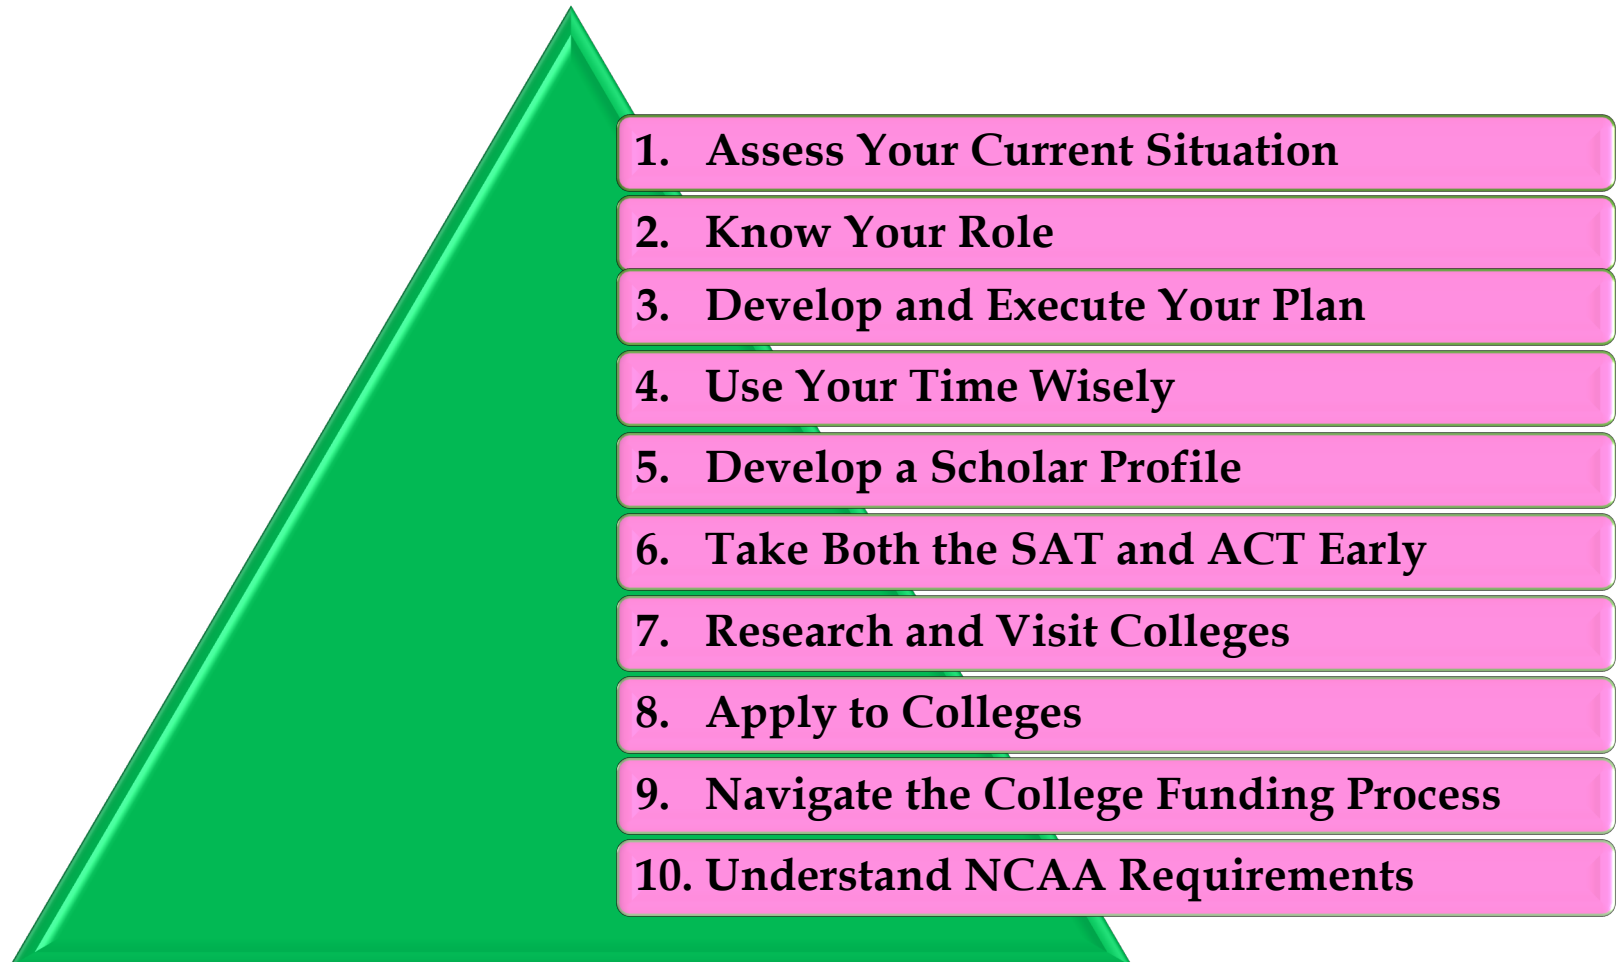 1. Assess Your Current Situation
2. Know Your Role
3. Develop and Execute Your Plan
4. Use Your Time Wisely
5. Develop a Scholar Profile
6. Take Both the SAT and ACT Early
7. Research and Visit Colleges
8. Apply to Colleges
9. Navigate the College Funding Process
10. Understand NCAA Requirements